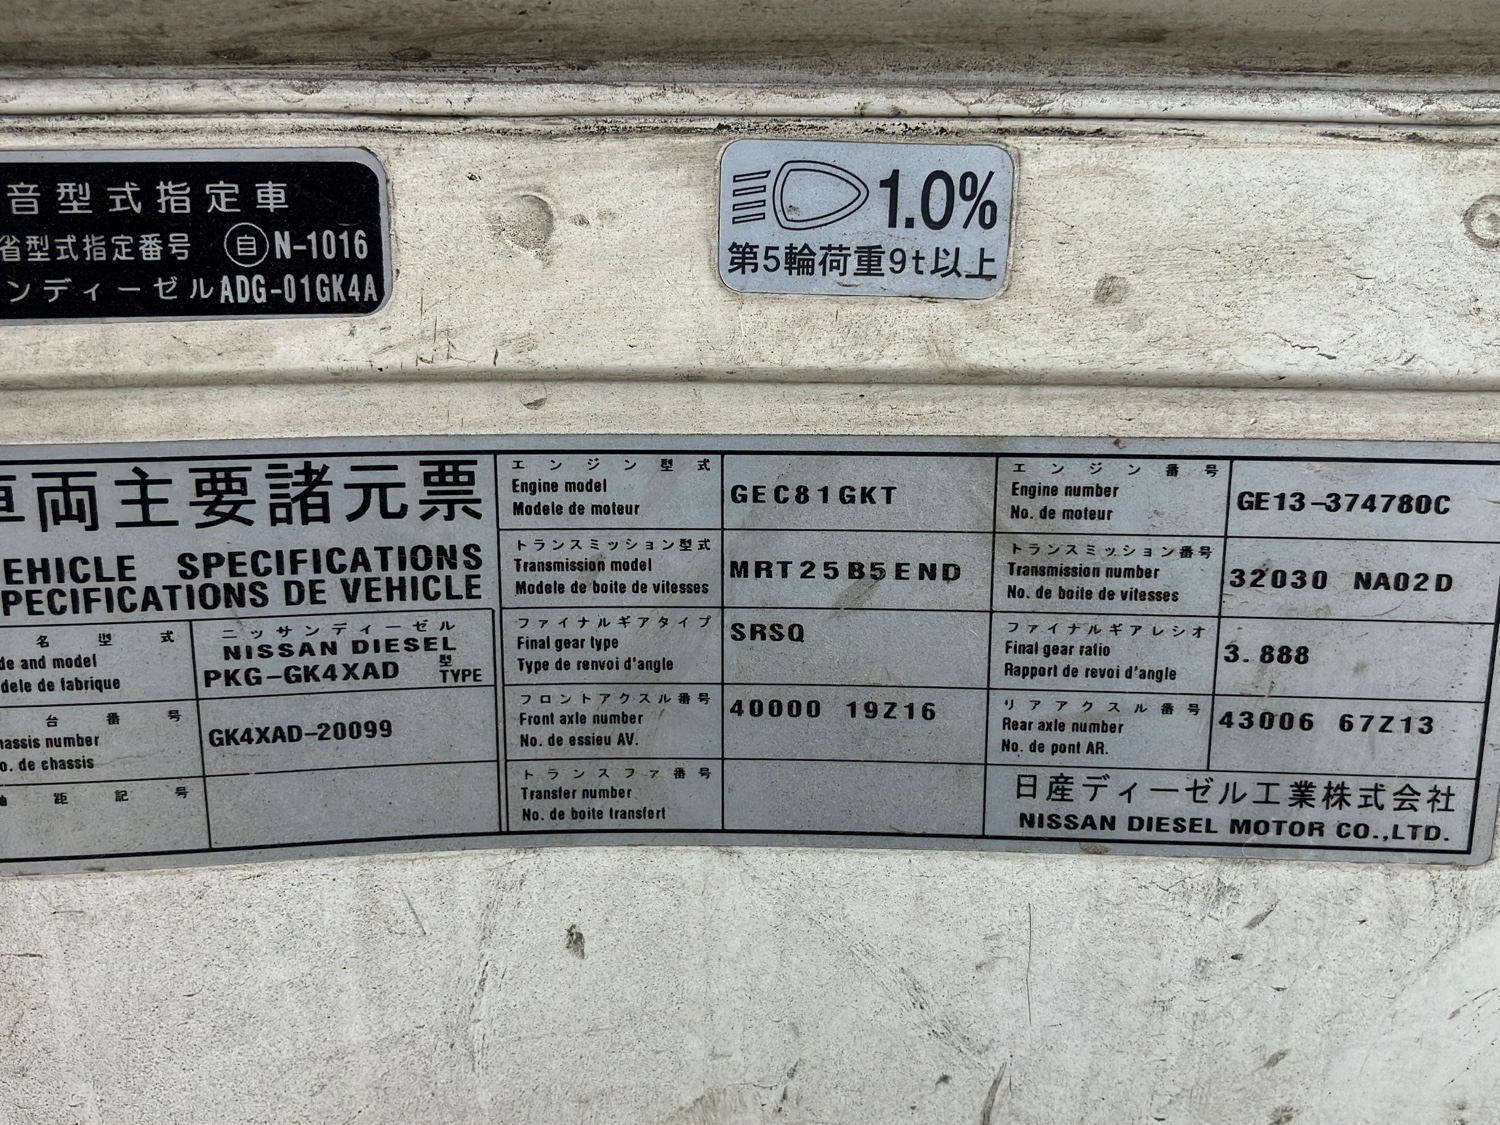 音型式指定車
省型式指定番号 自 N-1016
ンディーゼル ADG-01GK4A
1.0%
第5輪荷重9t以上
車両主要諸元票
EHICLE SPECIFICATIONS
PECIFICATIONS DE VEHICLE
名型式
de and model
dele de fabrique
ニッサンディーゼル
NISSAN DIESEL
PKG-GK4XAD 型 TYPE
台番号
hassis number
o. de chassis
GK4XAD-20099
距記号
エンジン型式
Engine model
Modele de moteur
GEC81GKT
エンジン番号
Engine number
No. de moteur
GE13-374780C
トランスミッション型式
Transmission model
Modele de boite de vitesses
MRT25B5END
トランスミッション番号
Transmission number
No. de boite de vitesses
32030 NA02D
ファイナルギアタイプ
Final gear type
Type de renvoi d'angle
SRSQ
ファイナルギアレシオ
Final gear ratio
Rapport de revoi d'angle
3.888
フロントアクスル番号
Front axle number
No. de essieu AV.
40000 19Z16
リアアクスル番号
Rear axle number
No. de pont AR.
43006 67Z13
トランスファ番号
Transfer number
No. de boite transfert
日産ディーゼル工業株式会社
NISSAN DIESEL MOTOR CO.,LTD.